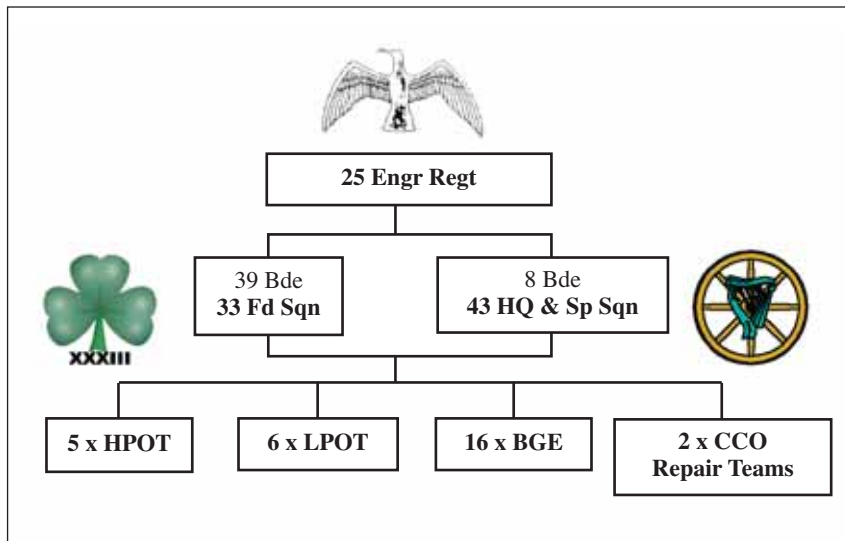 25 Engr Regt
39 Bde
33 Fd Sqn
8 Bde
43 HQ & Sp Sqn
XXXIII
5 x HPOT
6 x LPOT
16 x BGE
2 x CCO
Repair Teams